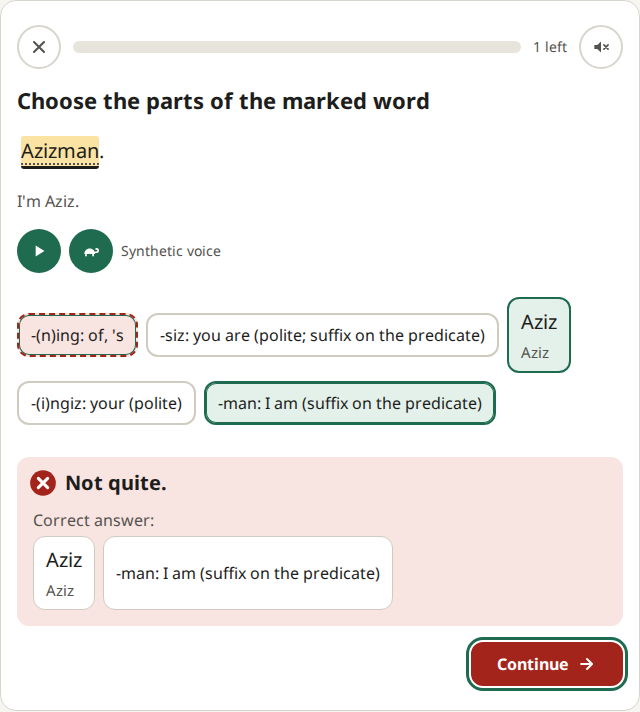 1 left
Choose the parts of the marked word
Azizman.
I'm Aziz.
Synthetic voice
-(n)ing: of, 's
-siz: you are (polite; suffix on the predicate)
Aziz
Aziz
-(i)ngiz: your (polite)
-man: I am (suffix on the predicate)
Not quite.
Correct answer:
Aziz
Aziz
-man: I am (suffix on the predicate)
Continue